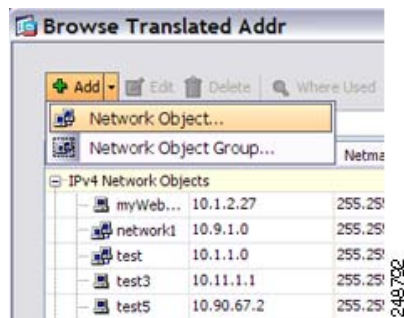 Browse Translated Addr
Add Edit Delete Where Used
Network Object...
Network Object Group...
Netma
IPv4 Network Objects
myWeb... 10.1.2.27 255.25
network1 10.9.1.0 255.25
test 10.1.1.0 255.25
test3 10.11.1.1 255.25
test5 10.90.67.2 255.25
248792